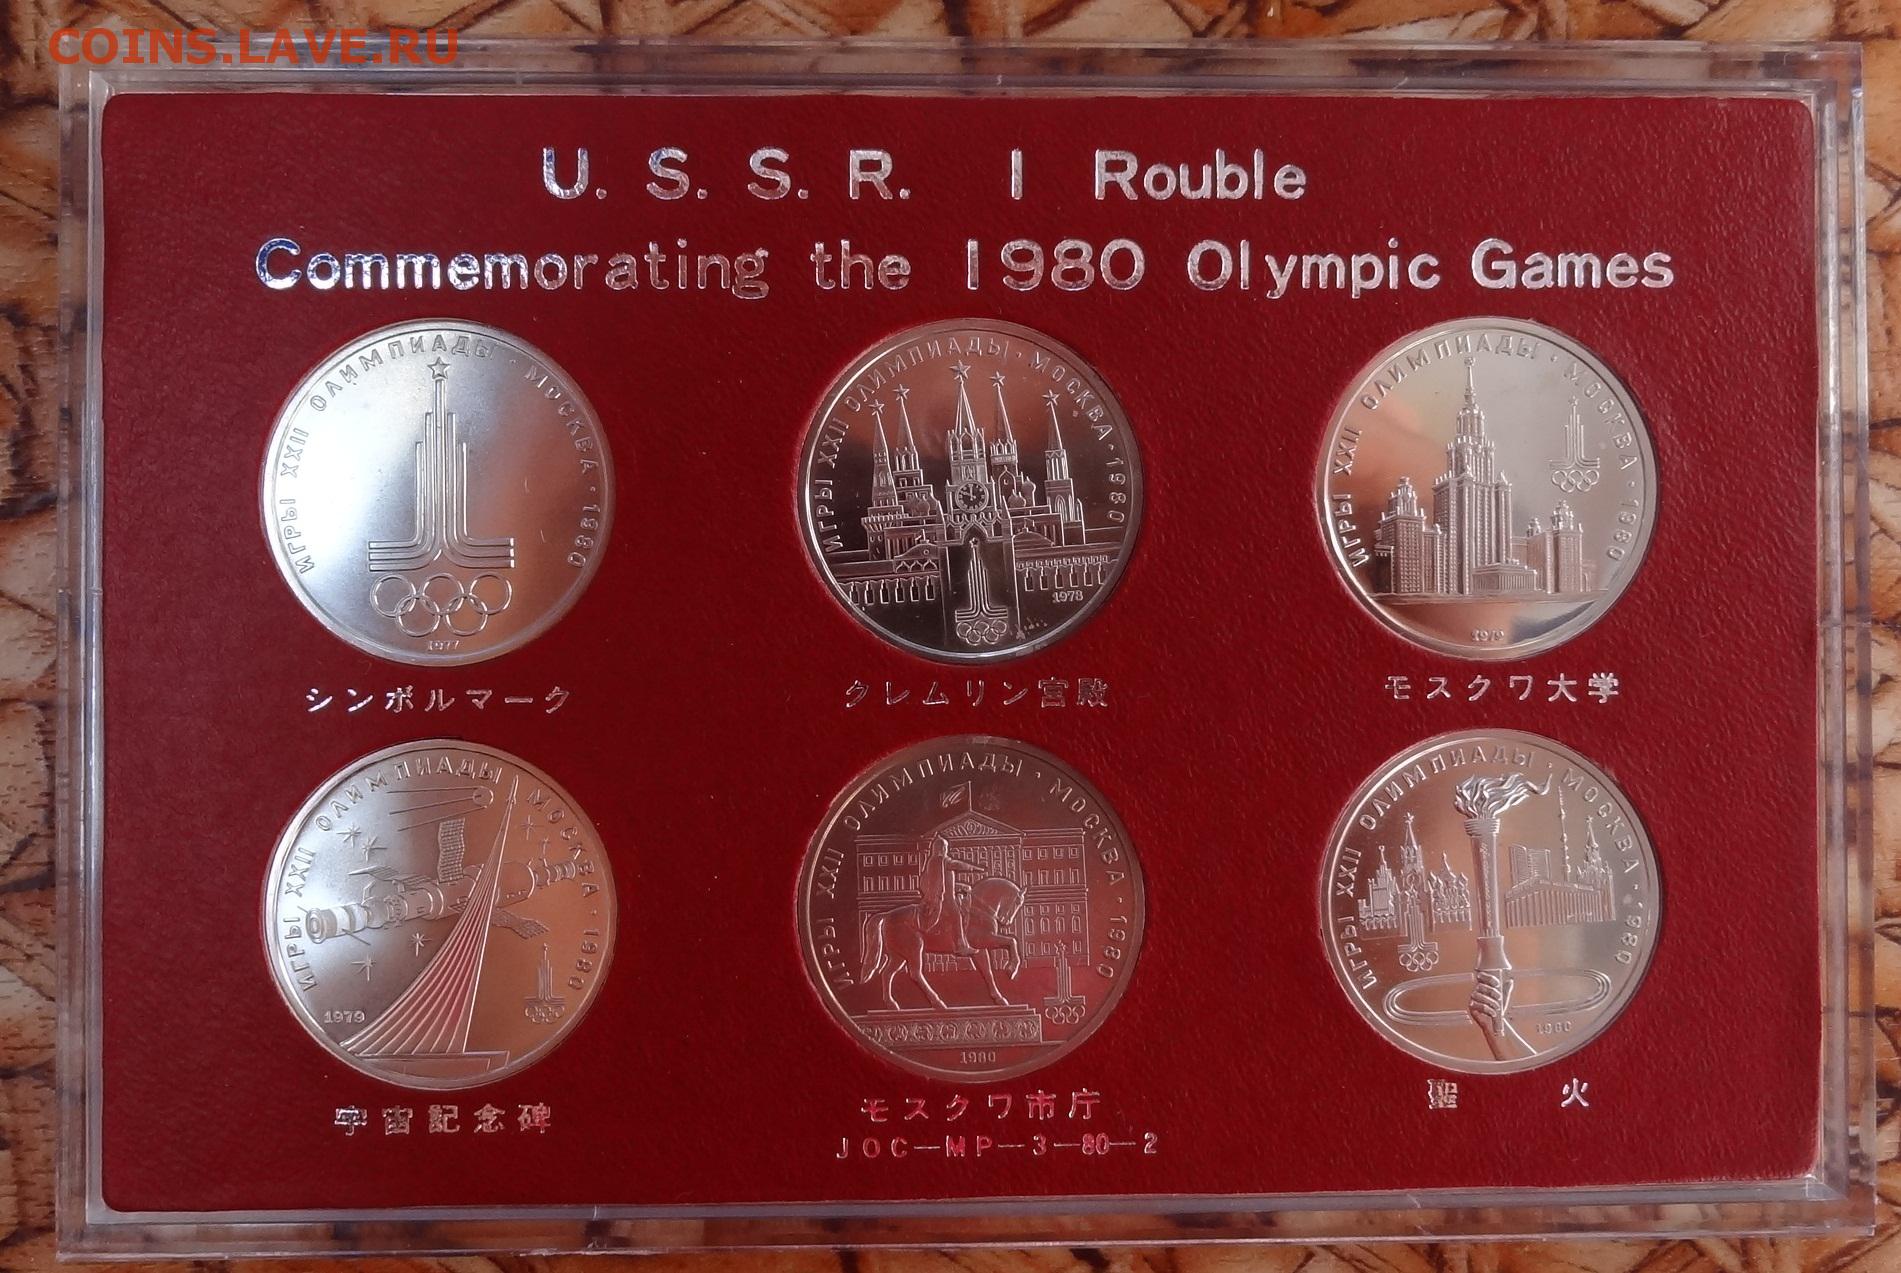 COINS.LAVE.RU
U. S. S. R. 1 Rouble
Commemorating the 1980 Olympic Games
ИГРЫ XXII ОЛИМПИАДЫ · МОСКВА · 1980
1977
ИГРЫ XXII ОЛИМПИАДЫ · МОСКВА · 1980
1978
ИГРЫ XXII ОЛИМПИАДЫ · МОСКВА · 1980
1979
シンボルマーク
クレムリン宮殿
モスクワ大学
ИГРЫ XXII ОЛИМПИАДЫ МОСКВА · 1980
1979
ИГРЫ XXII ОЛИМПИАДЫ · МОСКВА · 1980
1980
ИГРЫ XXII ОЛИМПИАДЫ · МОСКВА · 1980
1980
宇宙記念碑
モスクワ市庁
聖火
JOC—MP—3—80—2